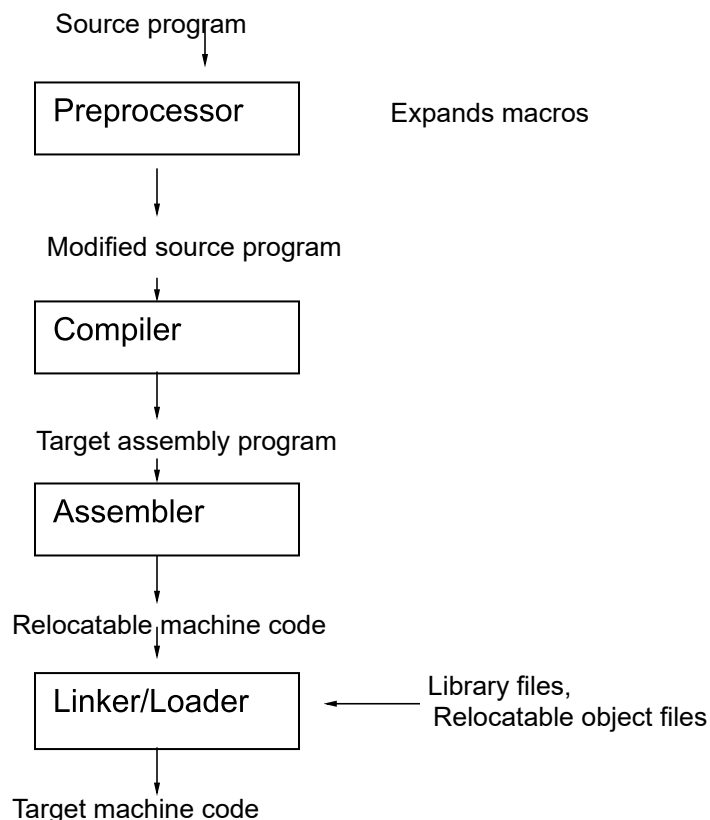 Source program
Preprocessor
Expands macros
Modified source program
Compiler
Target assembly program
Assembler
Relocatable machine code
Linker/Loader
Library files,
Relocatable object files
Target machine code